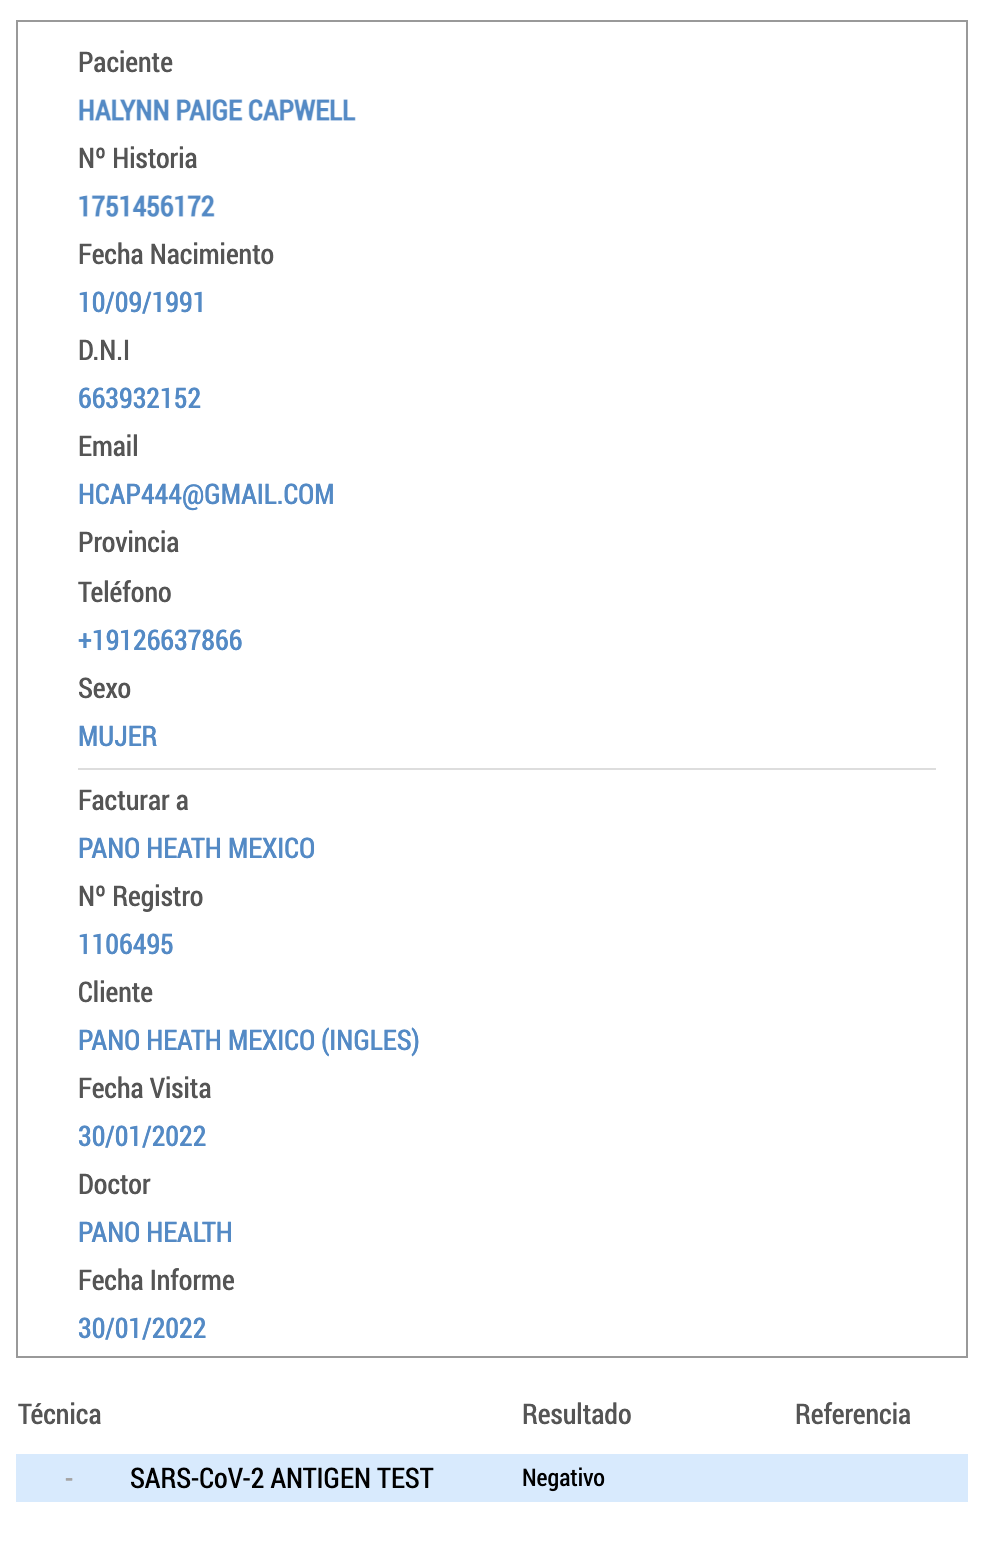 Paciente
HALYNN PAIGE CAPWELL
Nº Historia
1751456172
Fecha Nacimiento
10/09/1991
D.N.I
663932152
Email
HCAP444@GMAIL.COM
Provincia
Teléfono
+19126637866
Sexo
MUJER
Facturar a
PANO HEATH MEXICO
Nº Registro
1106495
Cliente
PANO HEATH MEXICO (INGLES)
Fecha Visita
30/01/2022
Doctor
PANO HEALTH
Fecha Informe
30/01/2022
Técnica Resultado Referencia
- SARS-CoV-2 ANTIGEN TEST Negativo